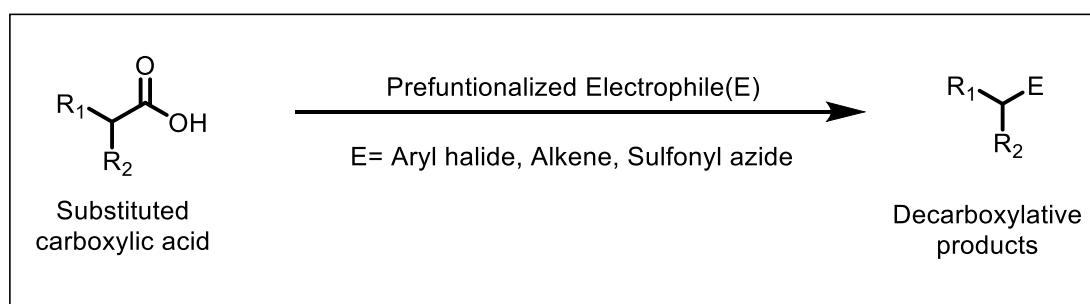 O
R1
OH
R2
Substituted
carboxylic acid
Prefuntionalized Electrophile(E)
E= Aryl halide, Alkene, Sulfonyl azide
R1
E
R2
Decarboxylative
products